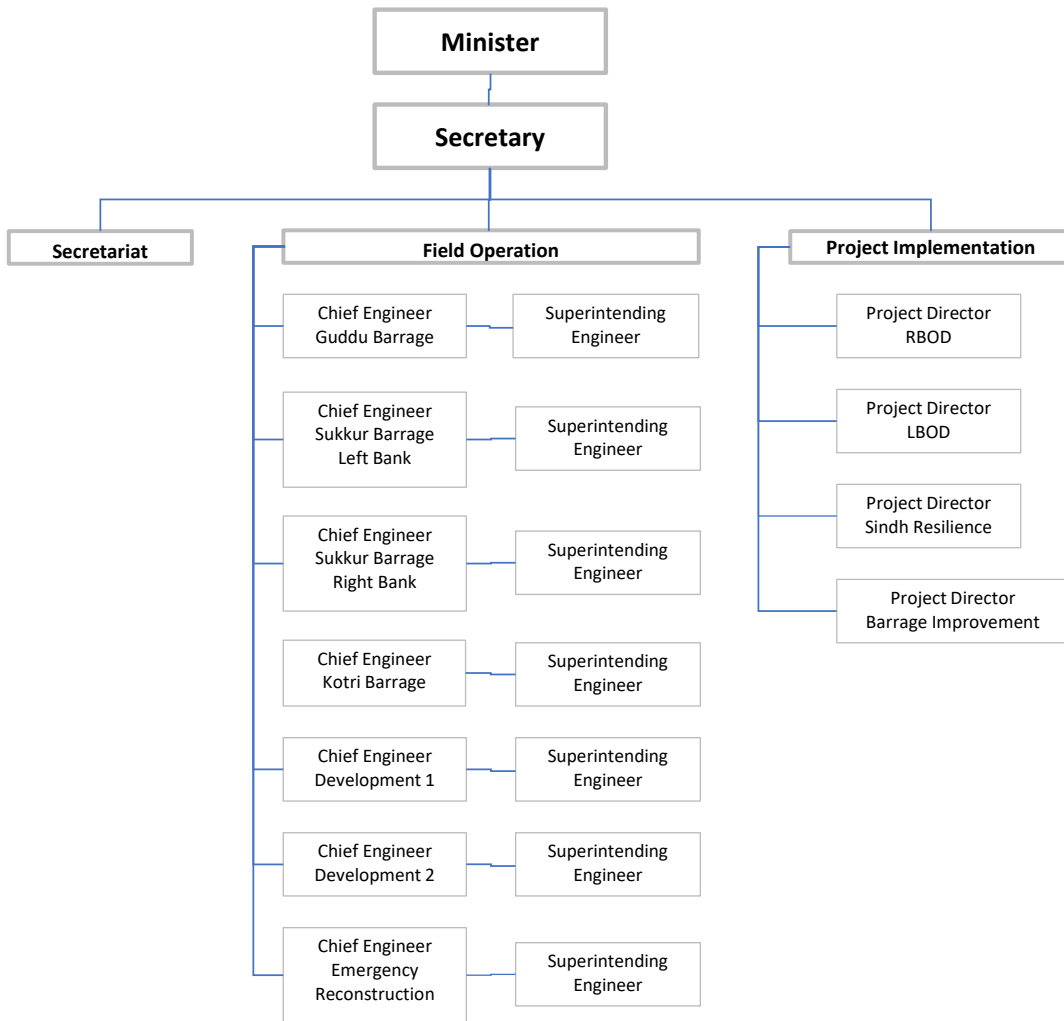 Minister
Secretary
Secretariat
Field Operation
Project Implementation
Chief Engineer
Guddu Barrage
Superintending
Engineer
Project Director
RBOD
Chief Engineer
Sukkur Barrage
Left Bank
Superintending
Engineer
Project Director
LBOD
Chief Engineer
Sukkur Barrage
Right Bank
Superintending
Engineer
Project Director
Sindh Resilience
Project Director
Barrage Improvement
Chief Engineer
Kotri Barrage
Superintending
Engineer
Chief Engineer
Development 1
Superintending
Engineer
Chief Engineer
Development 2
Superintending
Engineer
Chief Engineer
Emergency
Reconstruction
Superintending
Engineer